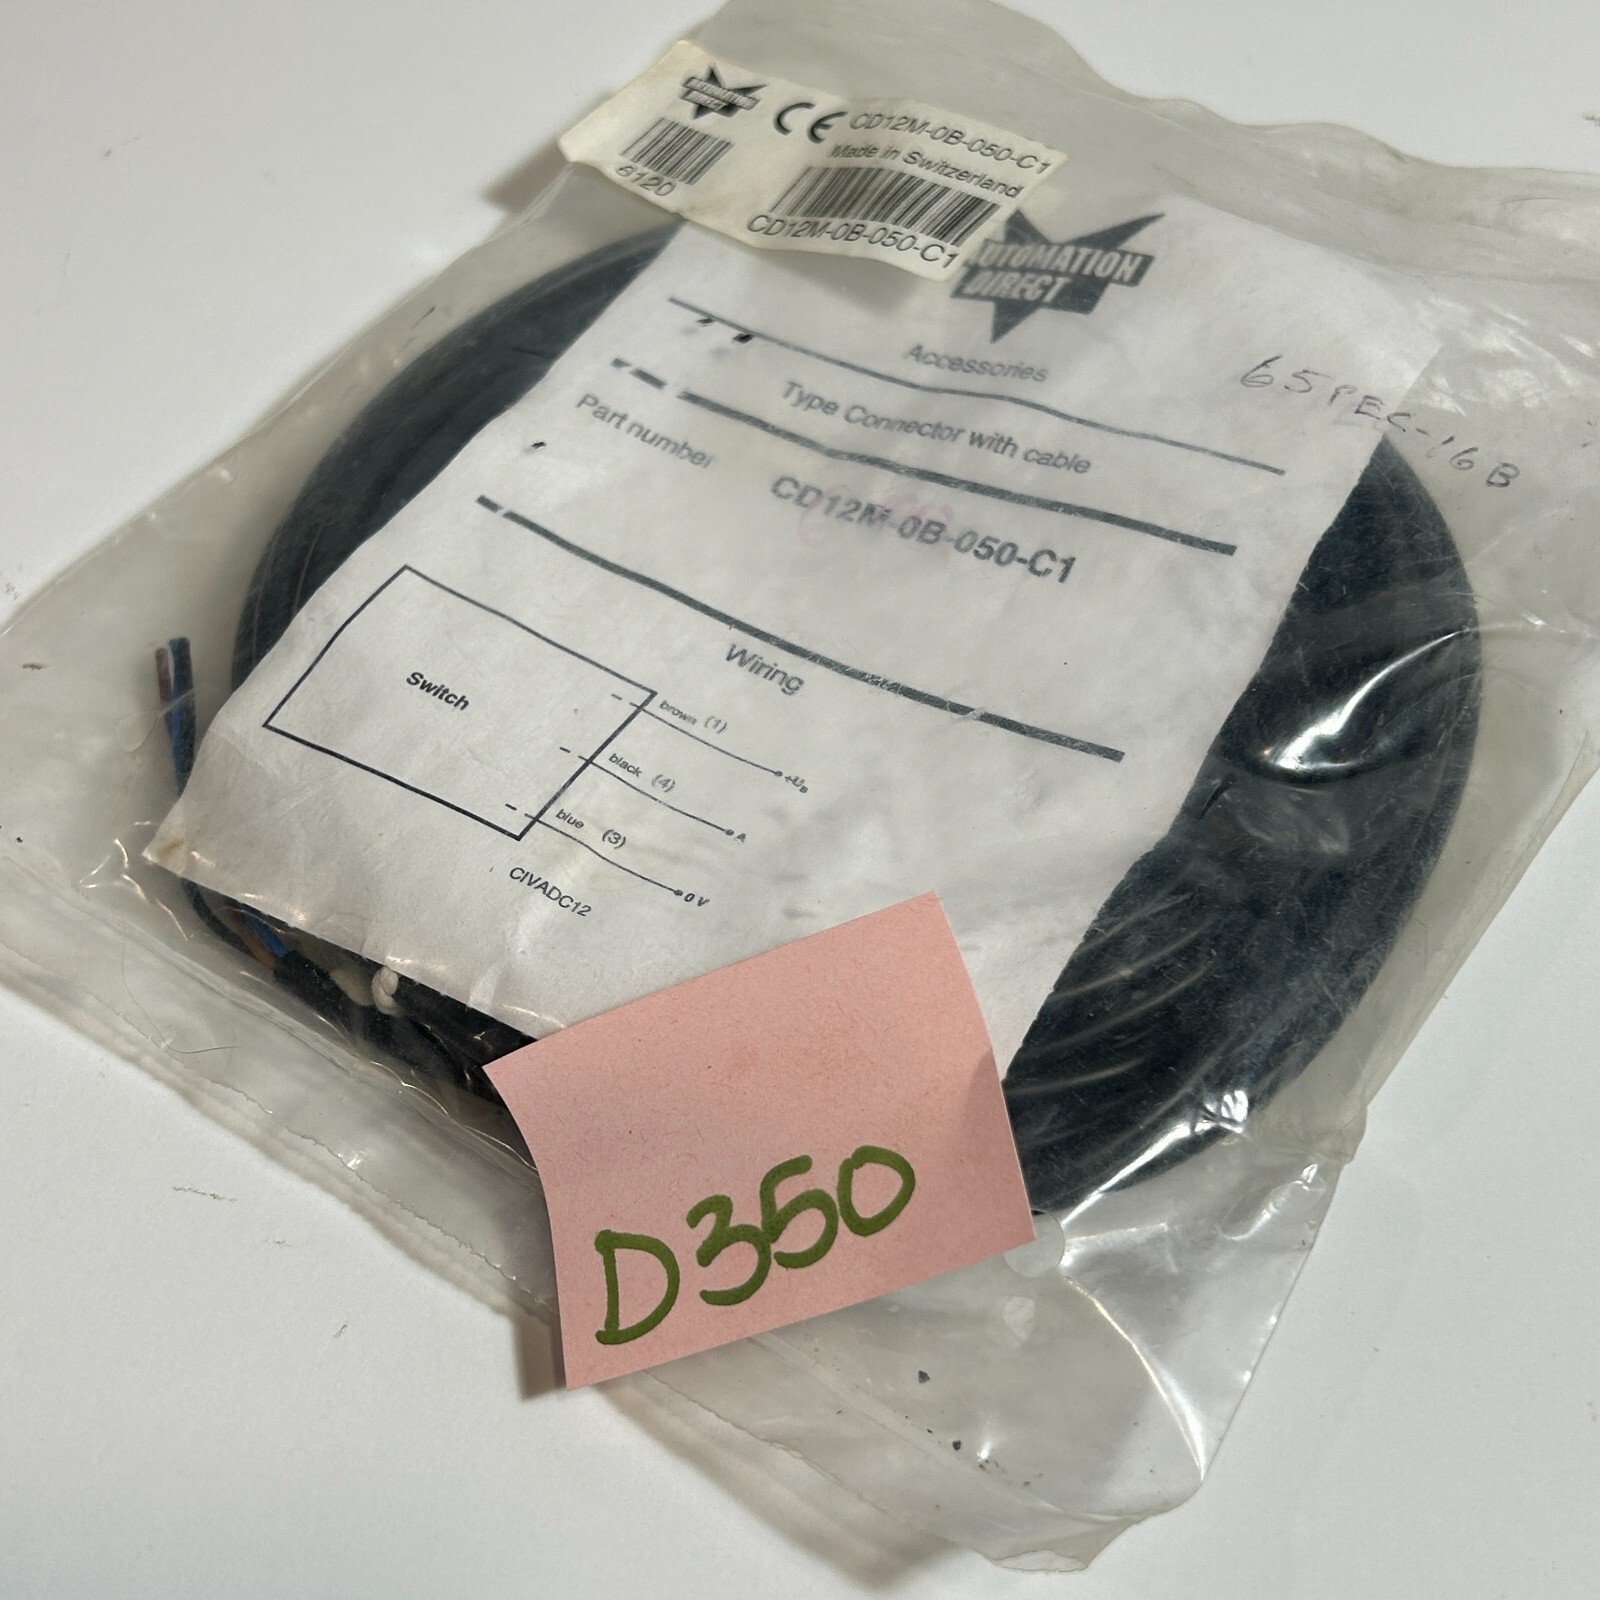 AUTOMATION
DIRECT
CE
CD12M-0B-050-C1
Made in Switzerland
6120
CD12M-0B-050-C1
AUTOMATION
DIRECT
Accessories
Type Connector with cable
65PEC-16B
Part number
CD12M-0B-050-C1
Wiring
Switch
brown (1)
+UB
black (4)
A
blue (3)
0 V
CIVADC12
D350